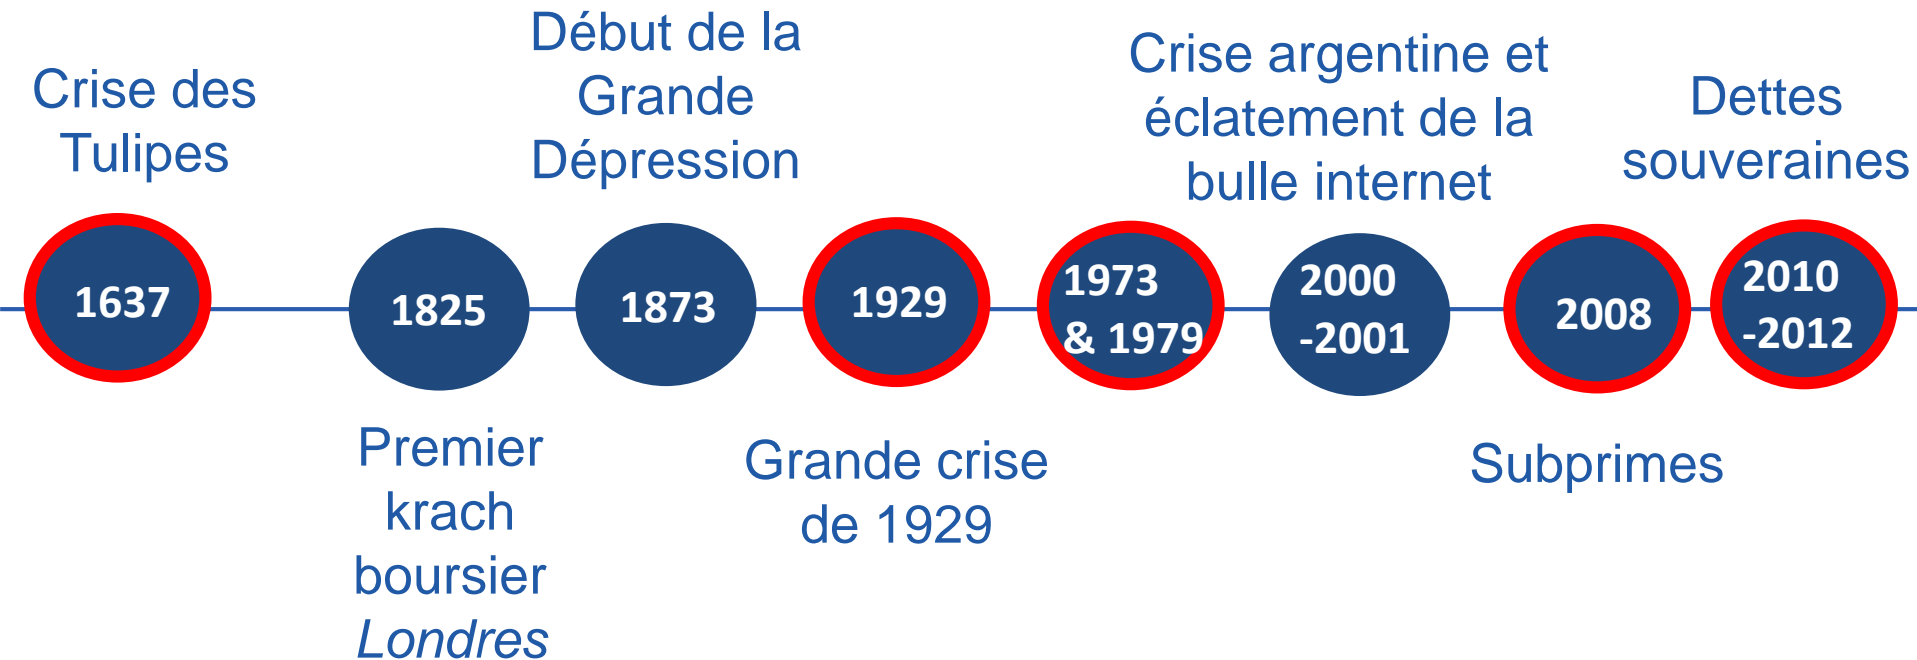 Crise des
Tulipes
1637
1825
Premier
krach
boursier
Londres
Début de la
Grande
Dépression
1873
1929
Grande crise
de 1929
1973
& 1979
Crise argentine et
éclatement de la
bulle internet
2000
-2001
2008
Subprimes
Dettes
souveraines
2010
-2012